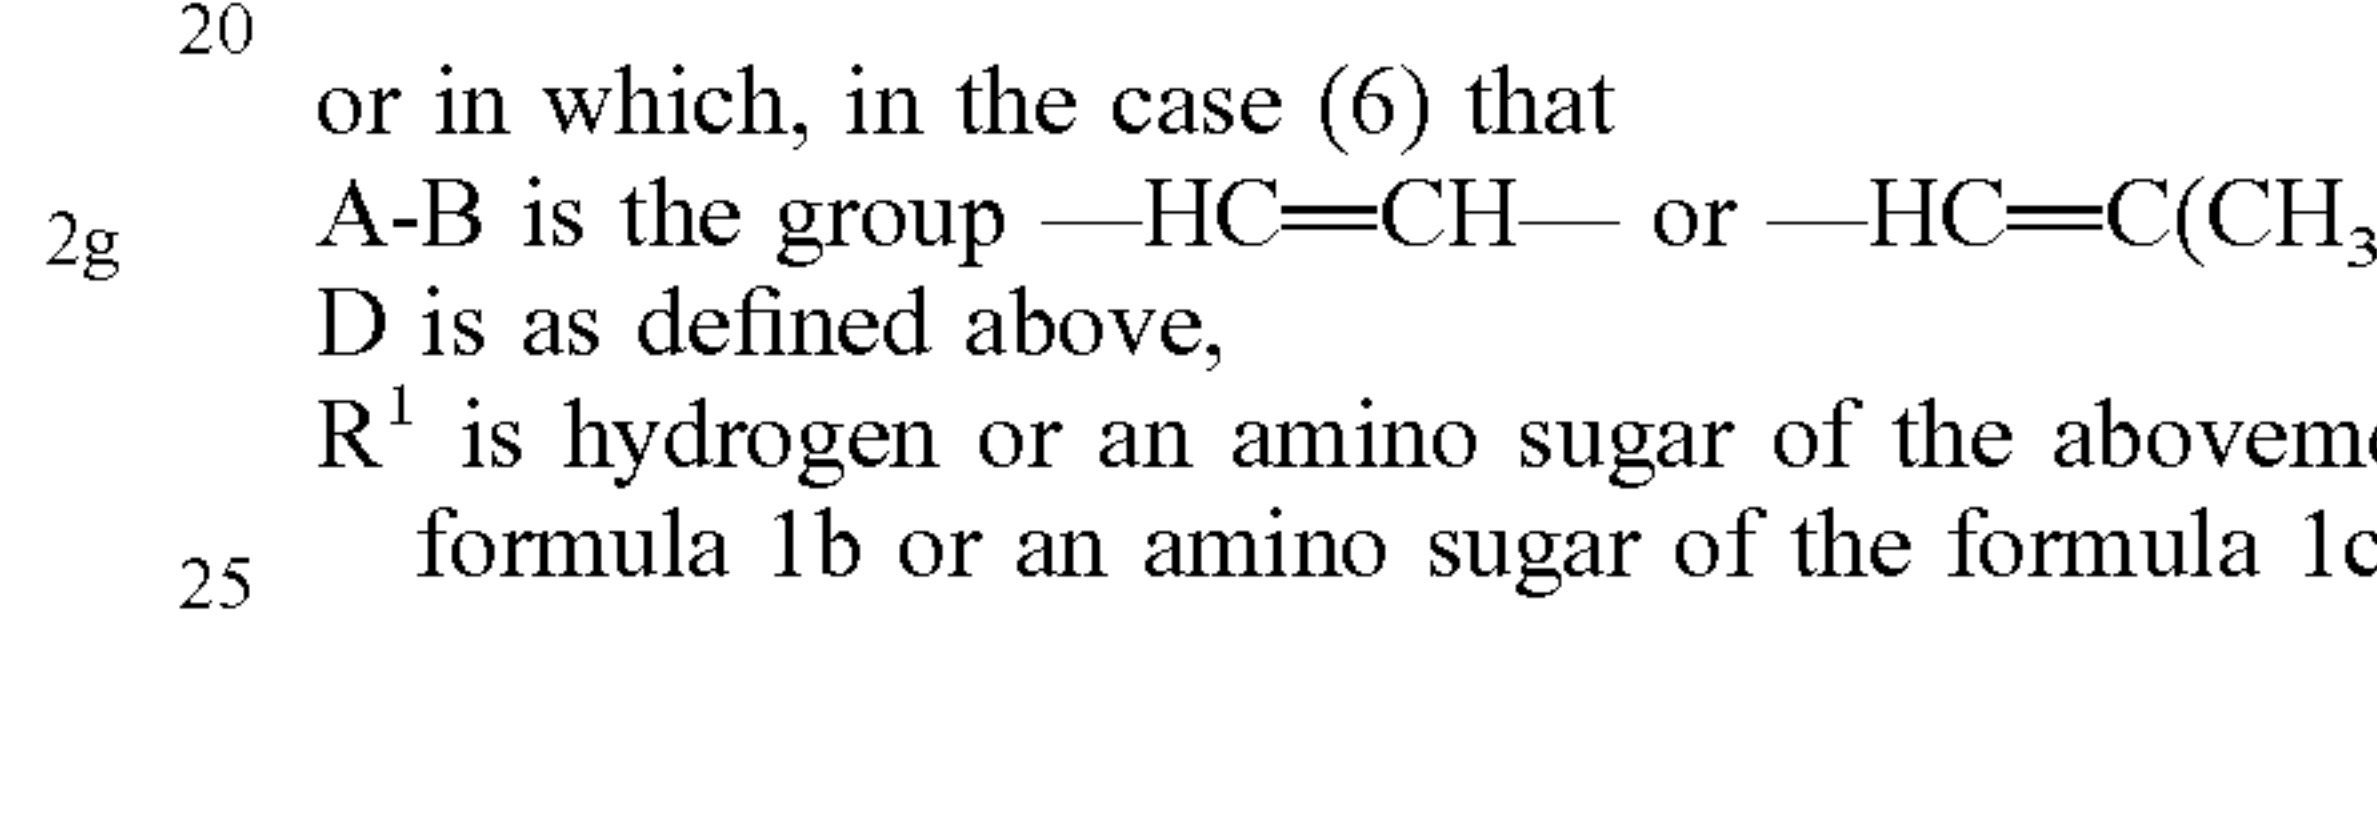 20
or in which, in the case (6) that
2g A-B is the group —HC=CH— or —HC=C(CH₃
D is as defined above,
R¹ is hydrogen or an amino sugar of the
formula 1b or an amino sugar of the formula 1c
25